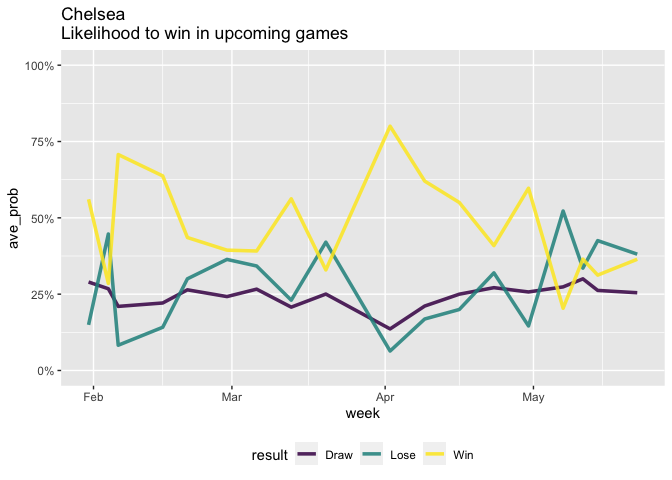 Chelsea
Likelihood to win in upcoming games
100%
75%
50%
25%
0%
ave_prob
Feb Mar Apr May
week
result Draw Lose Win